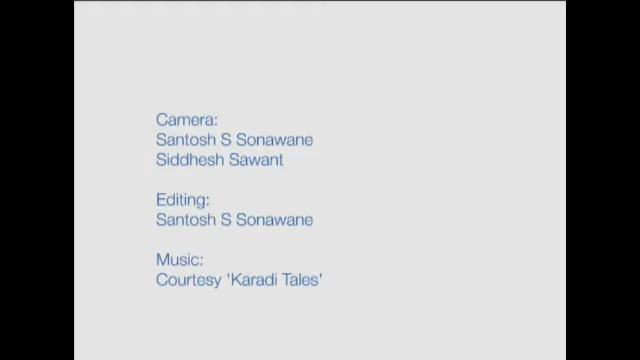 Camera:
Santosh S Sonawane
Siddhesh Sawant
Editing:
Santosh S Sonawane
Music:
Courtesy 'Karadi Tales'